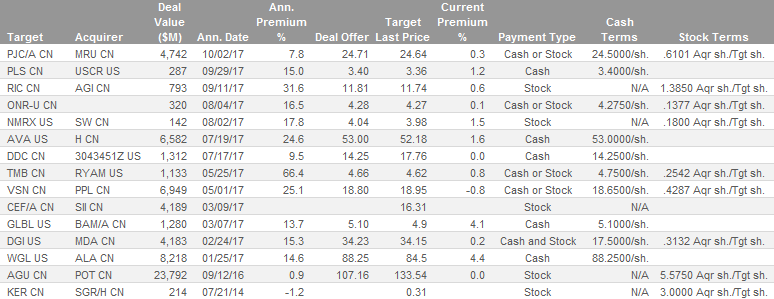 Target Acquirer Deal Value ($M) Ann. Date Ann. Premium % Deal Offer Target Last Price Current Premium % Payment Type Cash Terms Stock Terms
PJC/A CN MRU CN 4,742 10/02/17 7.8 24.71 24.64 0.3 Cash or Stock 24.5000/sh. .6101 Aqr sh./Tgt sh.
PLS CN USCR US 287 09/29/17 15.0 3.40 3.36 1.2 Cash 3.4000/sh.
RIC CN AGI CN 793 09/11/17 31.6 11.81 11.74 0.6 Stock N/A 1.3850 Aqr sh./Tgt sh.
ONR-U CN 320 08/04/17 16.5 4.28 4.27 0.1 Cash or Stock 4.2750/sh. .1377 Aqr sh./Tgt sh.
NMRX US SW CN 142 08/02/17 17.8 4.04 3.98 1.5 Stock N/A .1800 Aqr sh./Tgt sh.
AVA US H CN 6,582 07/19/17 24.6 53.00 52.18 1.6 Cash 53.0000/sh.
DDC CN 3043451Z US 1,312 07/17/17 9.5 14.25 17.76 0.0 Cash 14.2500/sh.
TMB CN RYAM US 1,133 05/25/17 66.4 4.66 4.62 0.8 Cash or Stock 4.7500/sh. .2542 Aqr sh./Tgt sh.
VSN CN PPL CN 6,949 05/01/17 25.1 18.80 18.95 -0.8 Cash or Stock 18.6500/sh. .4287 Aqr sh./Tgt sh.
CEF/A CN SII CN 4,189 03/09/17 16.31 Stock N/A
GLBL US BAM/A CN 1,280 03/07/17 13.7 5.10 4.9 4.1 Cash 5.1000/sh.
DGI US MDA CN 4,183 02/24/17 15.3 34.23 34.15 0.2 Cash and Stock 17.5000/sh. .3132 Aqr sh./Tgt sh.
WGL US ALA CN 8,218 01/25/17 14.6 88.25 84.5 4.4 Cash 88.2500/sh.
AGU CN POT CN 23,792 09/12/16 0.9 107.16 133.54 0.0 Stock N/A 5.5750 Aqr sh./Tgt sh.
KER CN SGR/H CN 214 07/21/14 -1.2 0.31 Stock N/A 3.0000 Aqr sh./Tgt sh.